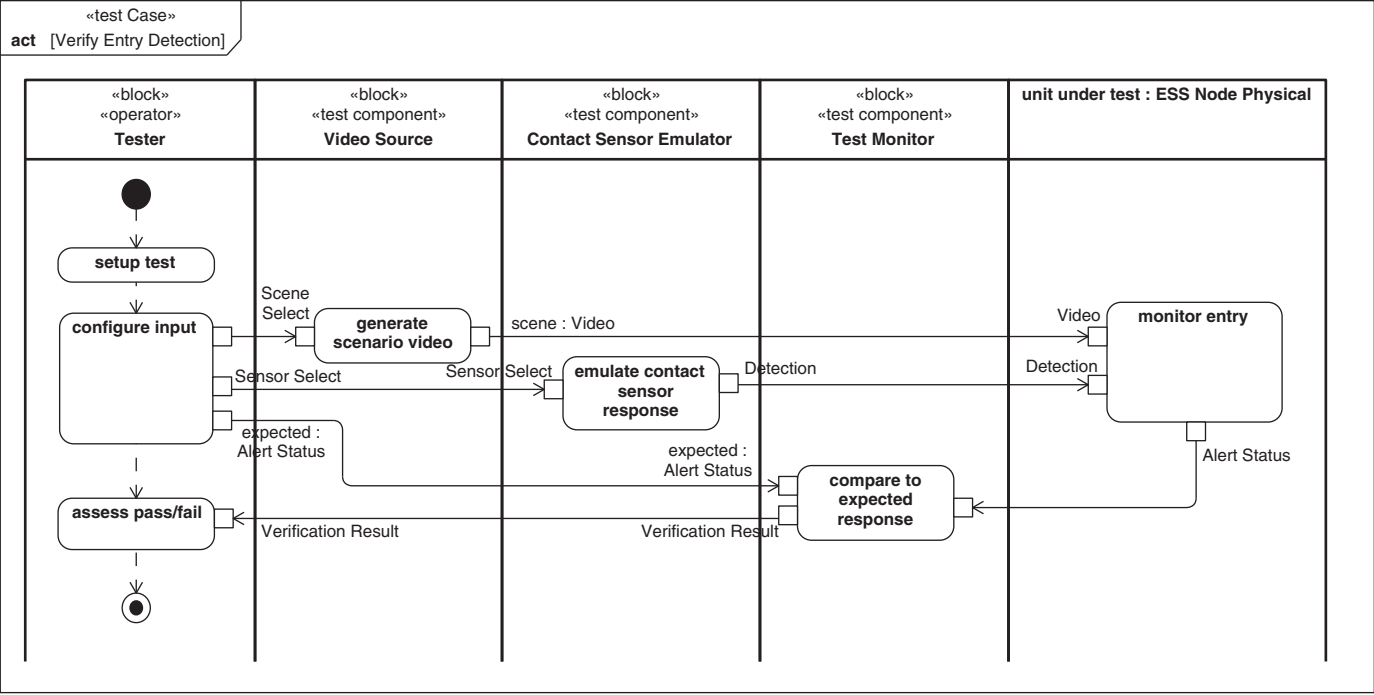 «test Case»
act [Verify Entry Detection]
«block»
«operator»
Tester
«block»
«test component»
Video Source
«block»
«test component»
Contact Sensor Emulator
«block»
«test component»
Test Monitor
unit under test : ESS Node Physical
setup test
configure input
Scene
Select
generate
scenario video
scene : Video
Video
monitor entry
Sensor Select
Sensor Select
emulate contact
sensor
response
Detection
Detection
expected :
Alert Status
expected :
Alert Status
compare to
expected
response
Alert Status
assess pass/fail
Verification Result
Verification Result